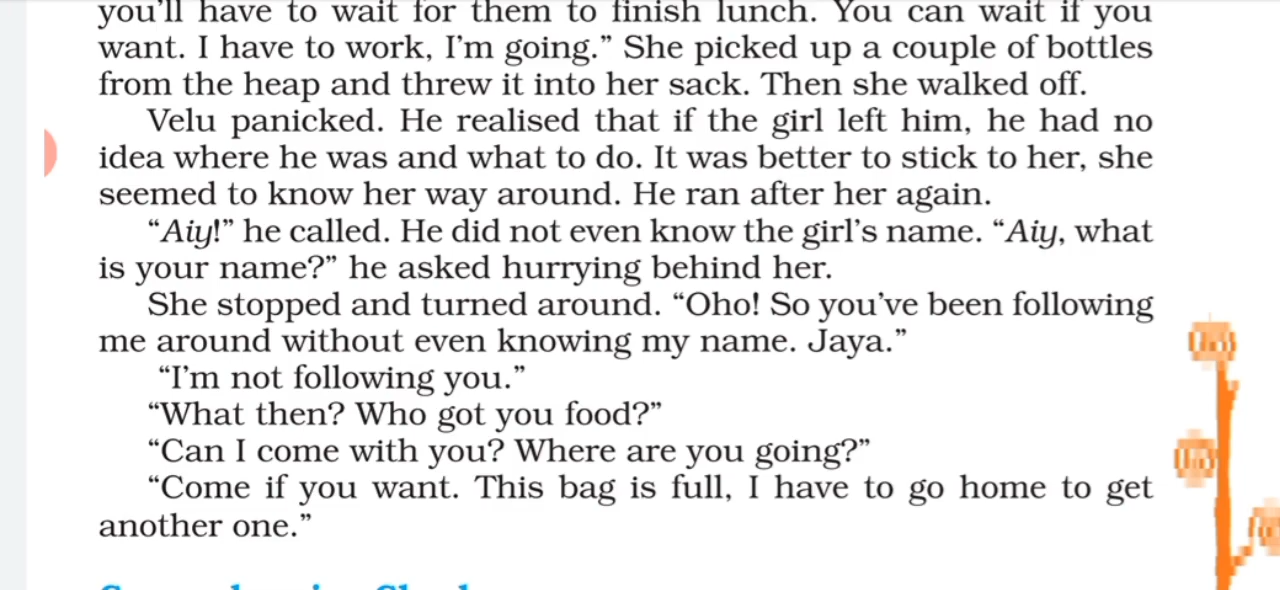 you'll have to wait for them to finish lunch. You can wait if you
want. I have to work, I'm going.” She picked up a couple of bottles
from the heap and threw it into her sack. Then she walked off.
Velu panicked. He realised that if the girl left him, he had no
idea where he was and what to do. It was better to stick to her, she
seemed to know her way around. He ran after her again.
“Aiy!” he called. He did not even know the girl's name. “Aiy, what
is your name?” he asked hurrying behind her.
She stopped and turned around. “Oho! So you've been following
me around without even knowing my name. Jaya.”
“I'm not following you.”
“What then? Who got you food?”
“Can I come with you? Where are you going?”
“Come if you want. This bag is full, I have to go home to get
another one.”